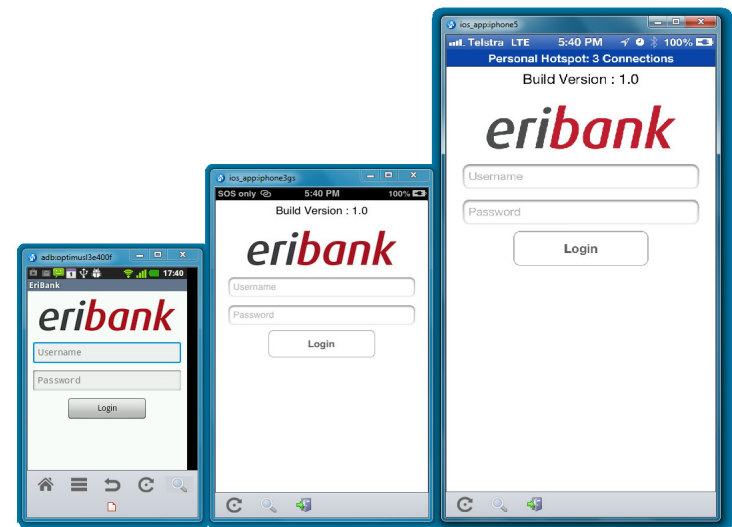 adb:optimusl3e400f
17:40
EriBank
eribank
Username
Password
Login
ios_app:iphone3gs
SOS only 5:40 PM 100%
Build Version : 1.0
eribank
Username
Password
Login
ios_app:iphone5
Telstra LTE 5:40 PM 100%
Personal Hotspot: 3 Connections
Build Version : 1.0
eribank
Username
Password
Login